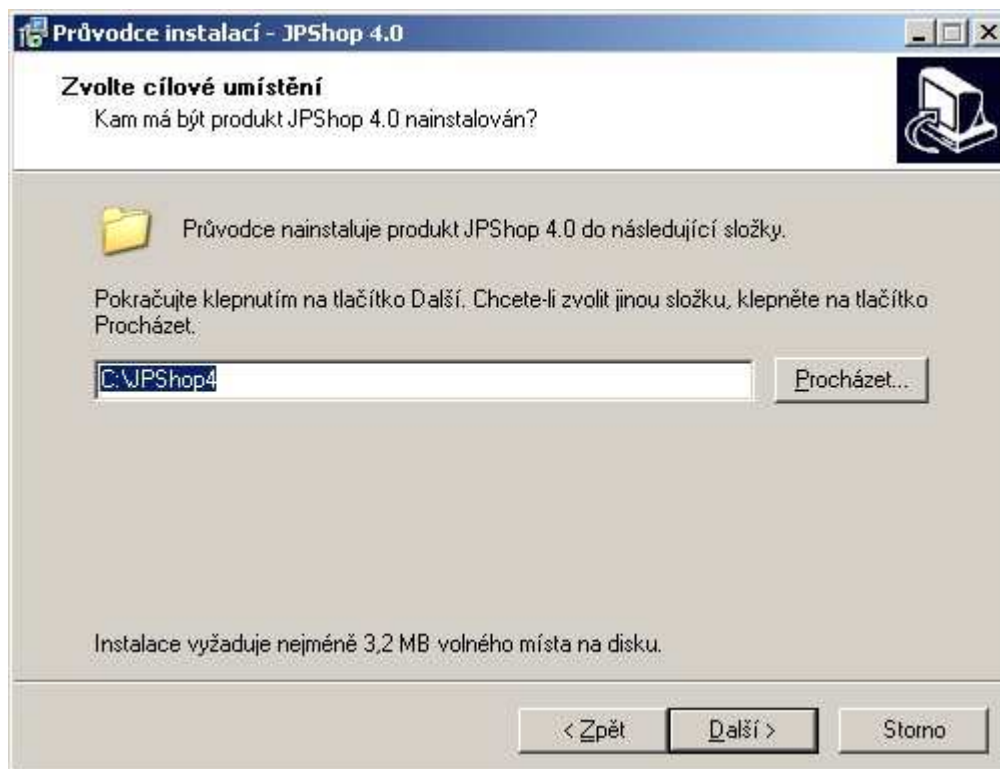 Průvodce instalací - JPShop 4.0
Zvolte cílové umístění
Kam má být produkt JPShop 4.0 nainstalován?
Průvodce nainstaluje produkt JPShop 4.0 do následující složky.
Pokračujte klepnutím na tlačítko Další. Chcete-li zvolit jinou složku, klepněte na tlačítko
Procházet.
C:\JPShop4
Procházet...
Instalace vyžaduje nejméně 3,2 MB volného místa na disku.
< Zpět
Další >
Storno